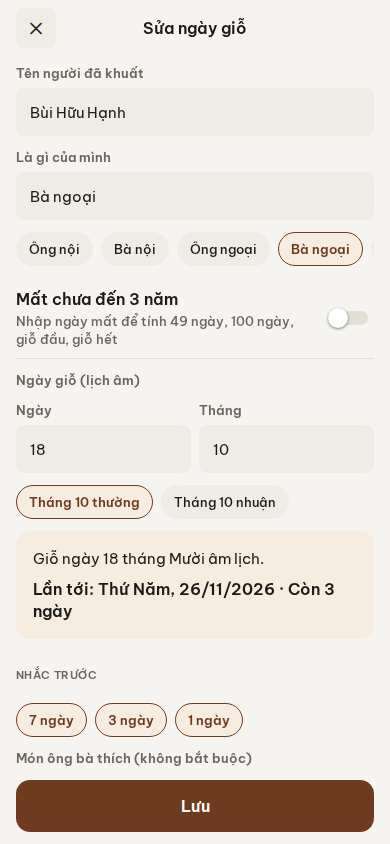 Sửa ngày giỗ
Tên người đã khuất
Bùi Hữu Hạnh
Là gì của mình
Bà ngoại
Ông nội
Bà nội
Ông ngoại
Bà ngoại
Mất chưa đến 3 năm
Nhập ngày mất để tính 49 ngày, 100 ngày,
giỗ đầu, giỗ hết
Ngày giỗ (lịch âm)
Ngày
Tháng
18
10
Tháng 10 thường
Tháng 10 nhuận
Giỗ ngày 18 tháng Mười âm lịch.
Lần tới: Thứ Năm, 26/11/2026 · Còn 3
ngày
NHẮC TRƯỚC
7 ngày
3 ngày
1 ngày
Món ông bà thích (không bắt buộc)
Lưu